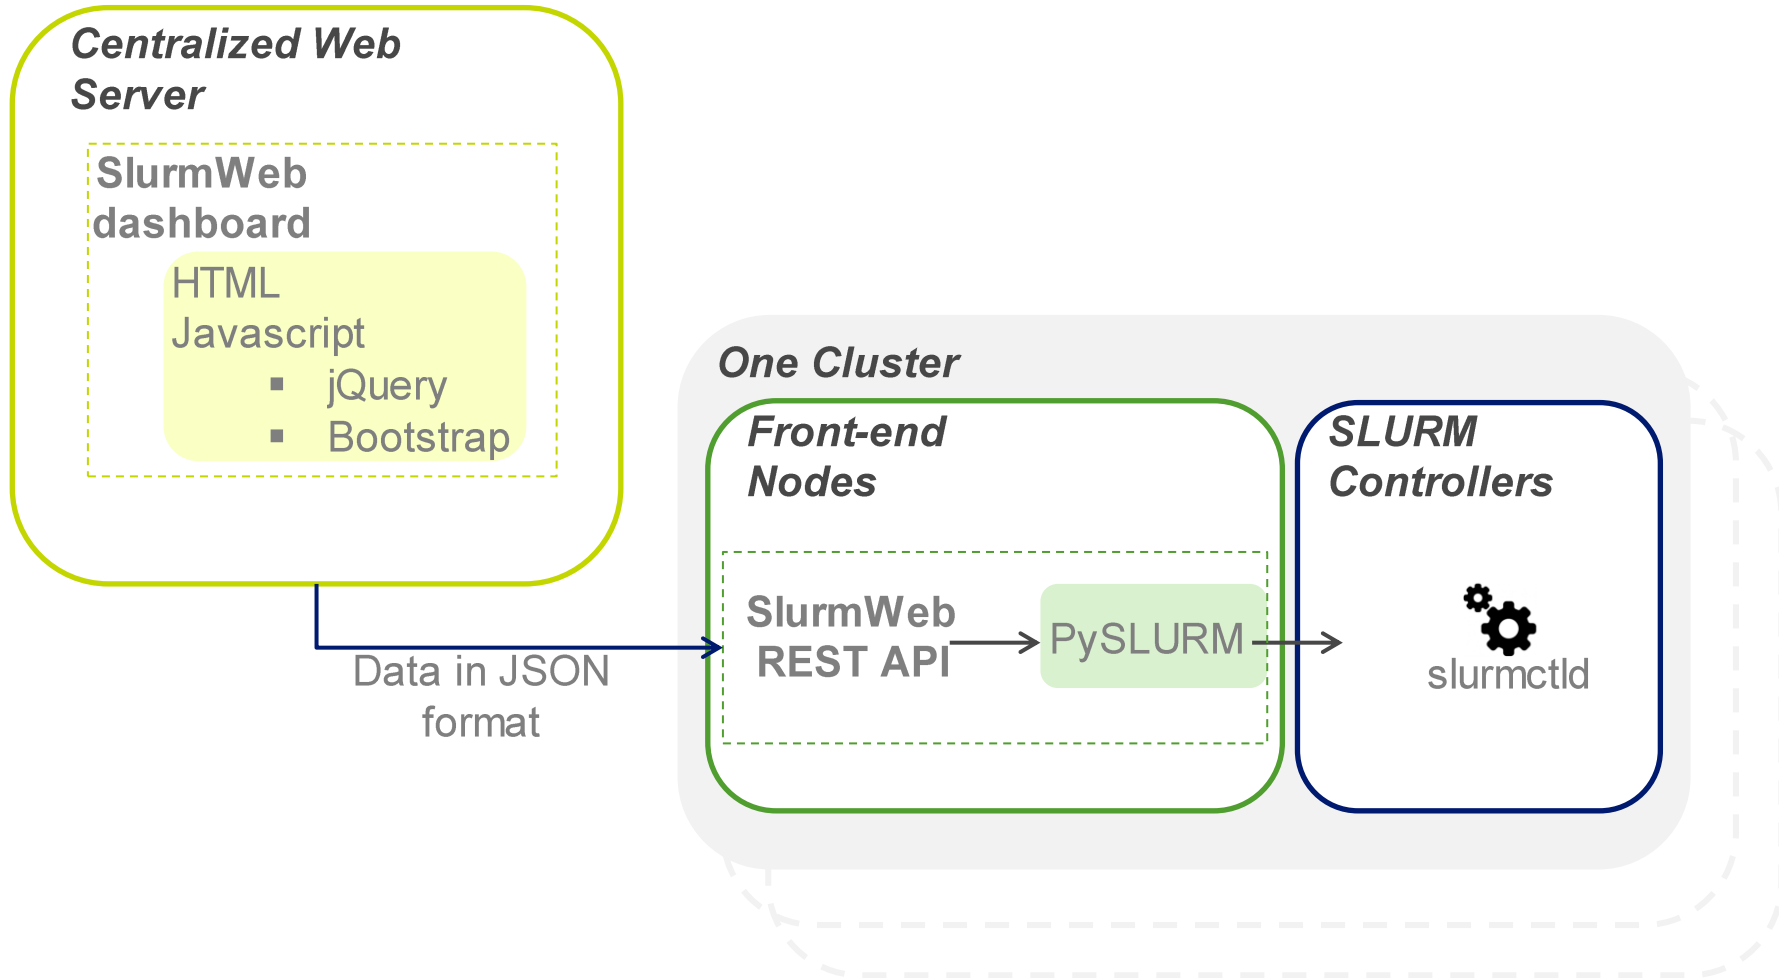 Centralized Web
Server
SlurmWeb
dashboard
HTML
Javascript
▪ jQuery
▪ Bootstrap
Data in JSON
format
One Cluster
Front-end
Nodes
SlurmWeb
REST API
PySLURM
SLURM
Controllers
slurmctld